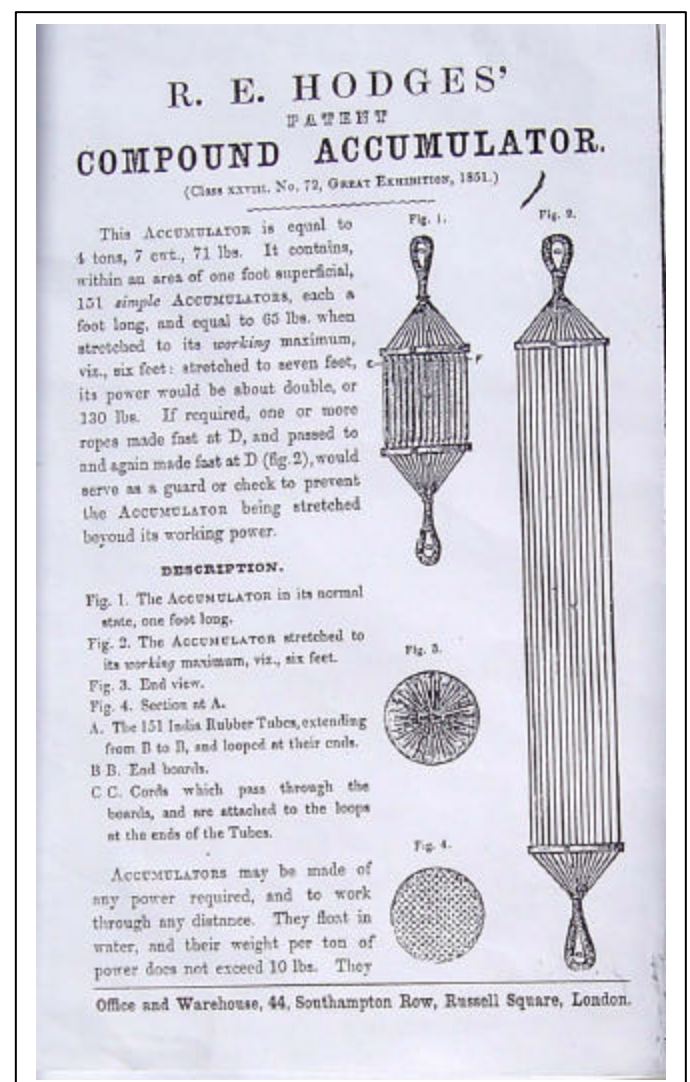 R. E. HODGES'
PATENT
COMPOUND ACCUMULATOR.
(Class XXVIII. No. 72, GREAT EXHIBITION, 1851.)
This ACCUMULATOR is equal to
4 tons, 7 cwt., 71 lbs. It contains,
within an area of one foot superficial,
151 simple ACCUMULATORS, each a
foot long, and equal to 65 lbs. when
stretched to its working maximum,
viz., six feet: stretched to seven feet,
its power would be about double, or
130 lbs. If required, one or more
ropes made fast at D, and passed to
and again made fast at D (fig. 2), would
serve as a guard or check to prevent
the ACCUMULATOR being stretched
beyond its working power.
DESCRIPTION.
Fig. 1. The ACCUMULATOR in its normal
state, one foot long.
Fig. 2. The ACCUMULATOR stretched to
its working maximum, viz., six feet.
Fig. 3. End view.
Fig. 4. Section at A.
A. The 151 India Rubber Tubes, extending
from B to B, and looped at their ends.
B B. End boards.
C C. Cords which pass through the
boards, and are attached to the loops
at the ends of the Tubes.
ACCUMULATORS may be made of
any power required, and to work
through any distance. They float in
water, and their weight per ton of
power does not exceed 10 lbs. They
Fig. 1.
Fig. 2.
Fig. 3.
Fig. 4.
Office and Warehouse, 44, Southampton Row, Russell Square, London.